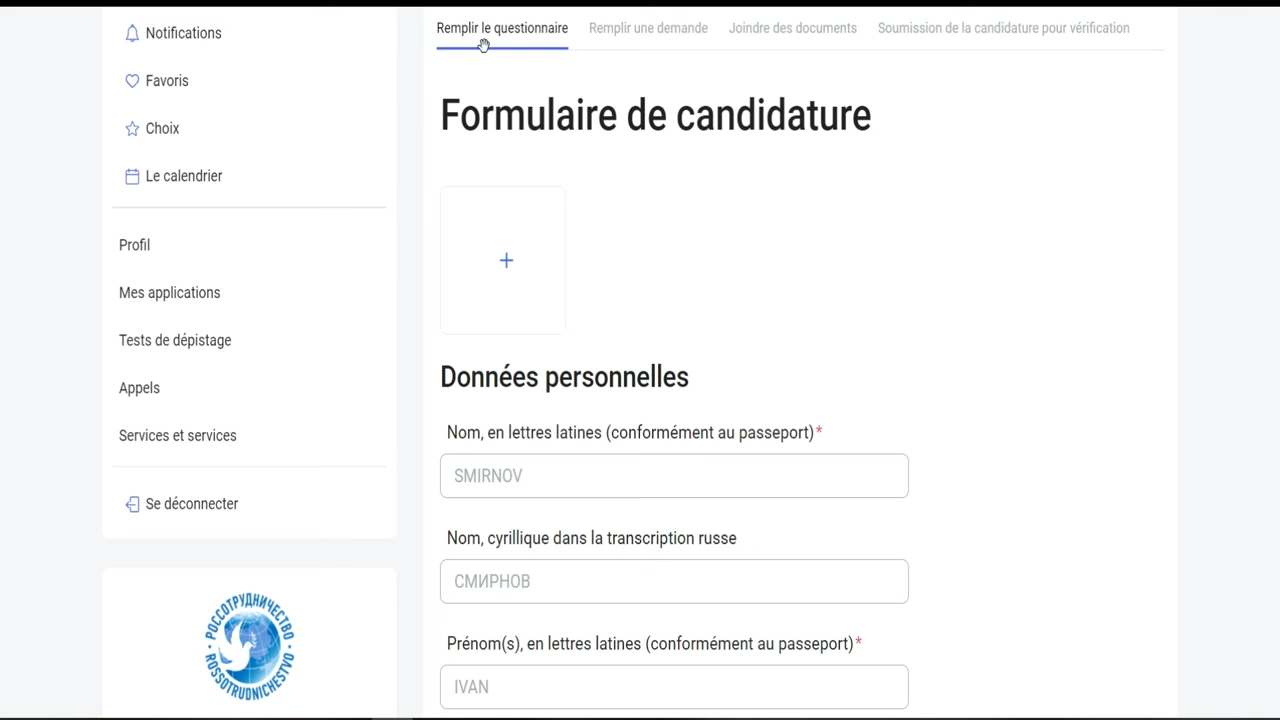 Notifications
Favoris
Choix
Le calendrier
Profil
Mes applications
Tests de dépistage
Appels
Services et services
Se déconnecter
РОССОТРУДНИЧЕСТВО
ROSSOTRUDNICHESTVO
Remplir le questionnaire
Remplir une demande
Joindre des documents
Soumission de la candidature pour vérification
Formulaire de candidature
+
Données personnelles
Nom, en lettres latines (conformément au passeport)*
SMIRNOV
Nom, cyrillique dans la transcription russe
СМИРНОВ
Prénom(s), en lettres latines (conformément au passeport)*
IVAN